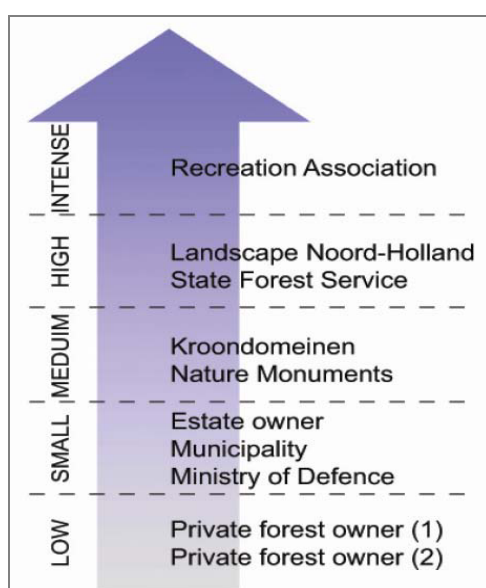 INTENSE
Recreation Association
HIGH
Landscape Noord-Holland
State Forest Service
MEDUIM
Kroondomeinen
Nature Monuments
SMALL
Estate owner
Municipality
Ministry of Defence
LOW
Private forest owner (1)
Private forest owner (2)